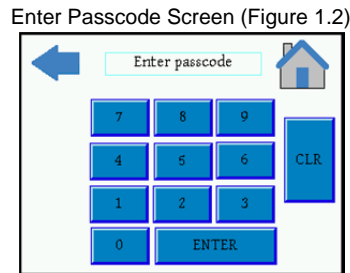 Enter Passcode Screen (Figure 1.2)
Enter passcode
7 8 9
4 5 6 CLR
1 2 3
0 ENTER